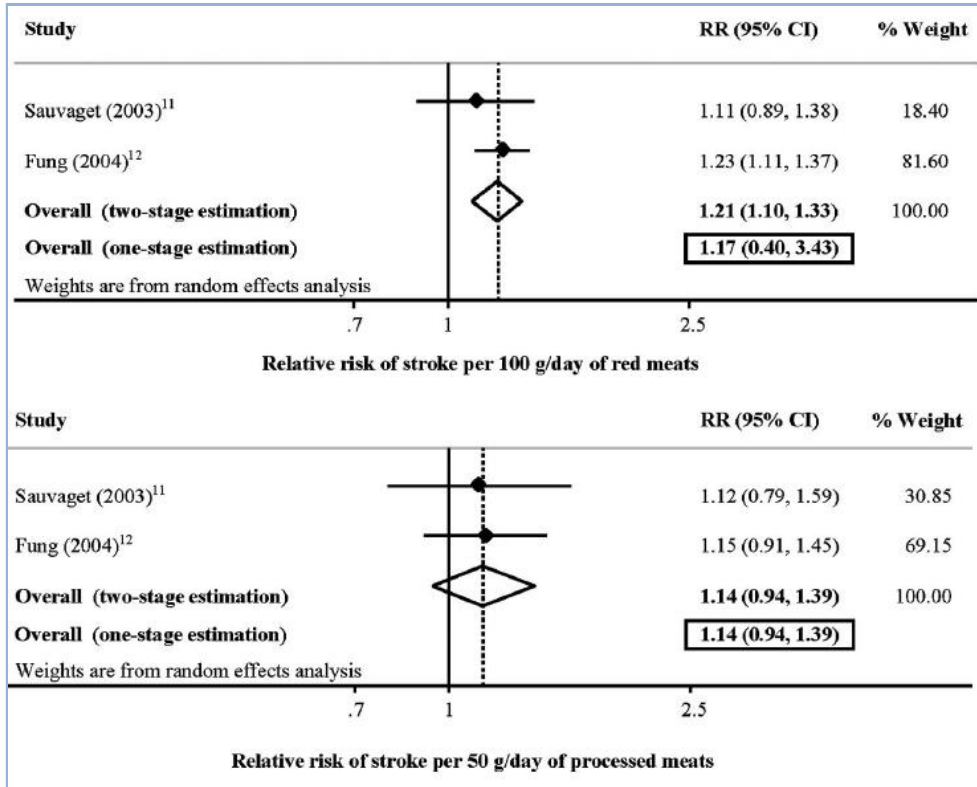 Study RR (95% CI) % Weight
Sauvaget (2003)11 1.11 (0.89, 1.38) 18.40
Fung (2004)12 1.23 (1.11, 1.37) 81.60
Overall (two-stage estimation) 1.21 (1.10, 1.33) 100.00
Overall (one-stage estimation) 1.17 (0.40, 3.43)
Weights are from random effects analysis
.7 1 2.5
Relative risk of stroke per 100 g/day of red meats
Study RR (95% CI) % Weight
Sauvaget (2003)11 1.12 (0.79, 1.59) 30.85
Fung (2004)12 1.15 (0.91, 1.45) 69.15
Overall (two-stage estimation) 1.14 (0.94, 1.39) 100.00
Overall (one-stage estimation) 1.14 (0.94, 1.39)
Weights are from random effects analysis
.7 1 2.5
Relative risk of stroke per 50 g/day of processed meats